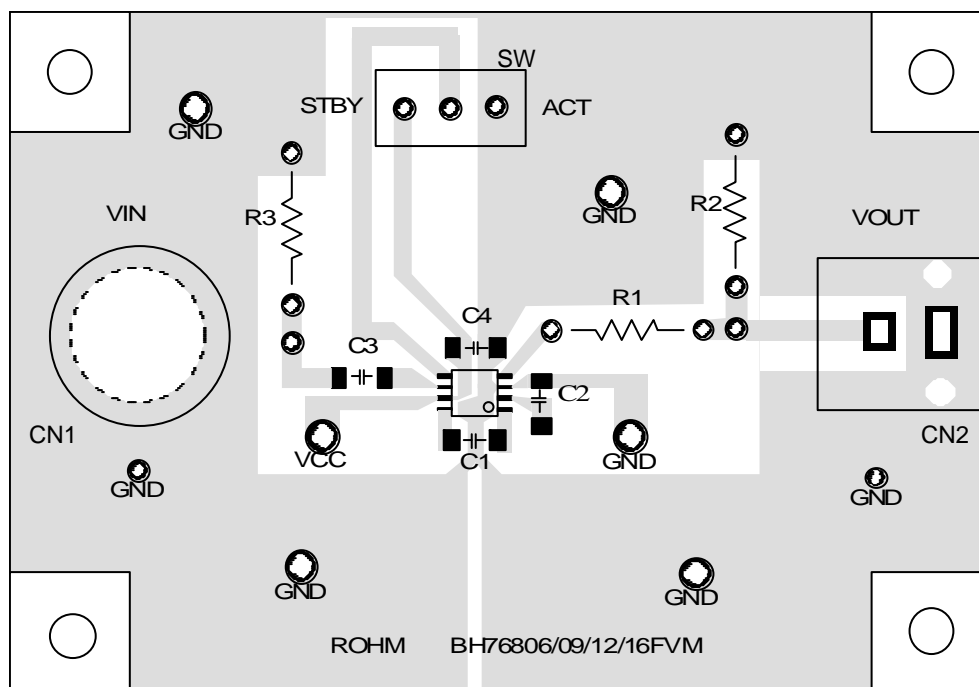 SW
STBY
ACT
GND
R3
R2
GND
VIN
VOUT
R1
C4
C3
C2
CN1
CN2
VCC
C1
GND
GND
GND
GND
GND
ROHM BH76806/09/12/16FVM